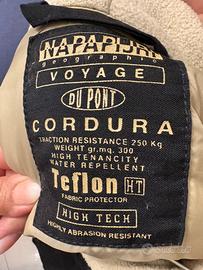 NAPAPIJRI
geographic
VOYAGE
DU PONT
CORDURA
TRACTION RESISTANCE 250 Kg
WEIGHT gr.mq. 300
HIGH TENANCITY
WATER REPELLENT
Teflon HT
FABRIC PROTECTOR
HIGH TECH
HIGHLY ABRASION RESISTANT